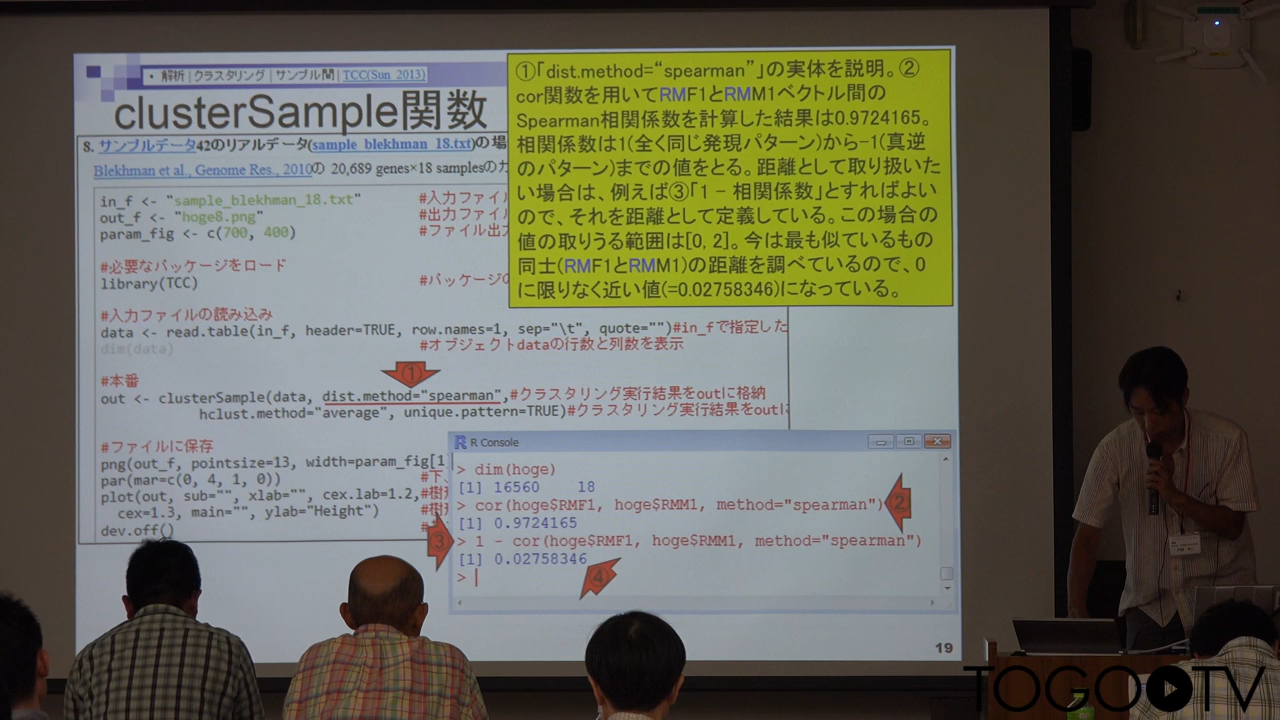 • 解析 | クラスタリング | サンプル間 | TCC(Sun_2013)
clusterSample関数
8. サンプルデータ42のリアルデータ(sample_blekhman_18.txt)の場
Blekhman et al., Genome Res., 2010の 20,689 genes×18 samplesのカ
in_f <- "sample_blekhman_18.txt" #入力ファイル
out_f <- "hoge8.png" #出力ファイル
param_fig <- c(700, 400) #ファイル出力
#必要なパッケージをロード
library(TCC) #パッケージの
#入力ファイルの読み込み
data <- read.table(in_f, header=TRUE, row.names=1, sep="\t", quote="")#in_fで指定した
dim(data) #オブジェクトdataの行数と列数を表示
#本番
①
out <- clusterSample(data, dist.method="spearman",#クラスタリング実行結果をoutに格納
hclust.method="average", unique.pattern=TRUE)#クラスタリング実行結果をoutに
#ファイルに保存
png(out_f, pointsize=13, width=param_fig[1
par(mar=c(0, 4, 1, 0)) #下、
plot(out, sub="", xlab="", cex.lab=1.2,#樹
cex=1.3, main="", ylab="Height") #樹
dev.off()
①「dist.method=“spearman”」の実体を説明。②
cor関数を用いてRMF1とRMM1ベクトル間の
Spearman相関係数を計算した結果は0.9724165。
相関係数は1(全く同じ発現パターン)から-1(真逆
のパターン)までの値をとる。距離として取り扱いた
い場合は、例えば③「1 - 相関係数」とすればよい
ので、それを距離として定義している。この場合の
値の取りうる範囲は[0, 2]。今は最も似ているもの
同士(RMF1とRMM1)の距離を調べているので、0
に限りなく近い値(=0.02758346)になっている。
R Console
> dim(hoge)
[1] 16560 18
> cor(hoge$RMF1, hoge$RMM1, method="spearman")
②
[1] 0.9724165
③
> 1 - cor(hoge$RMF1, hoge$RMM1, method="spearman")
[1] 0.02758346
④
>
19
TOGO TV